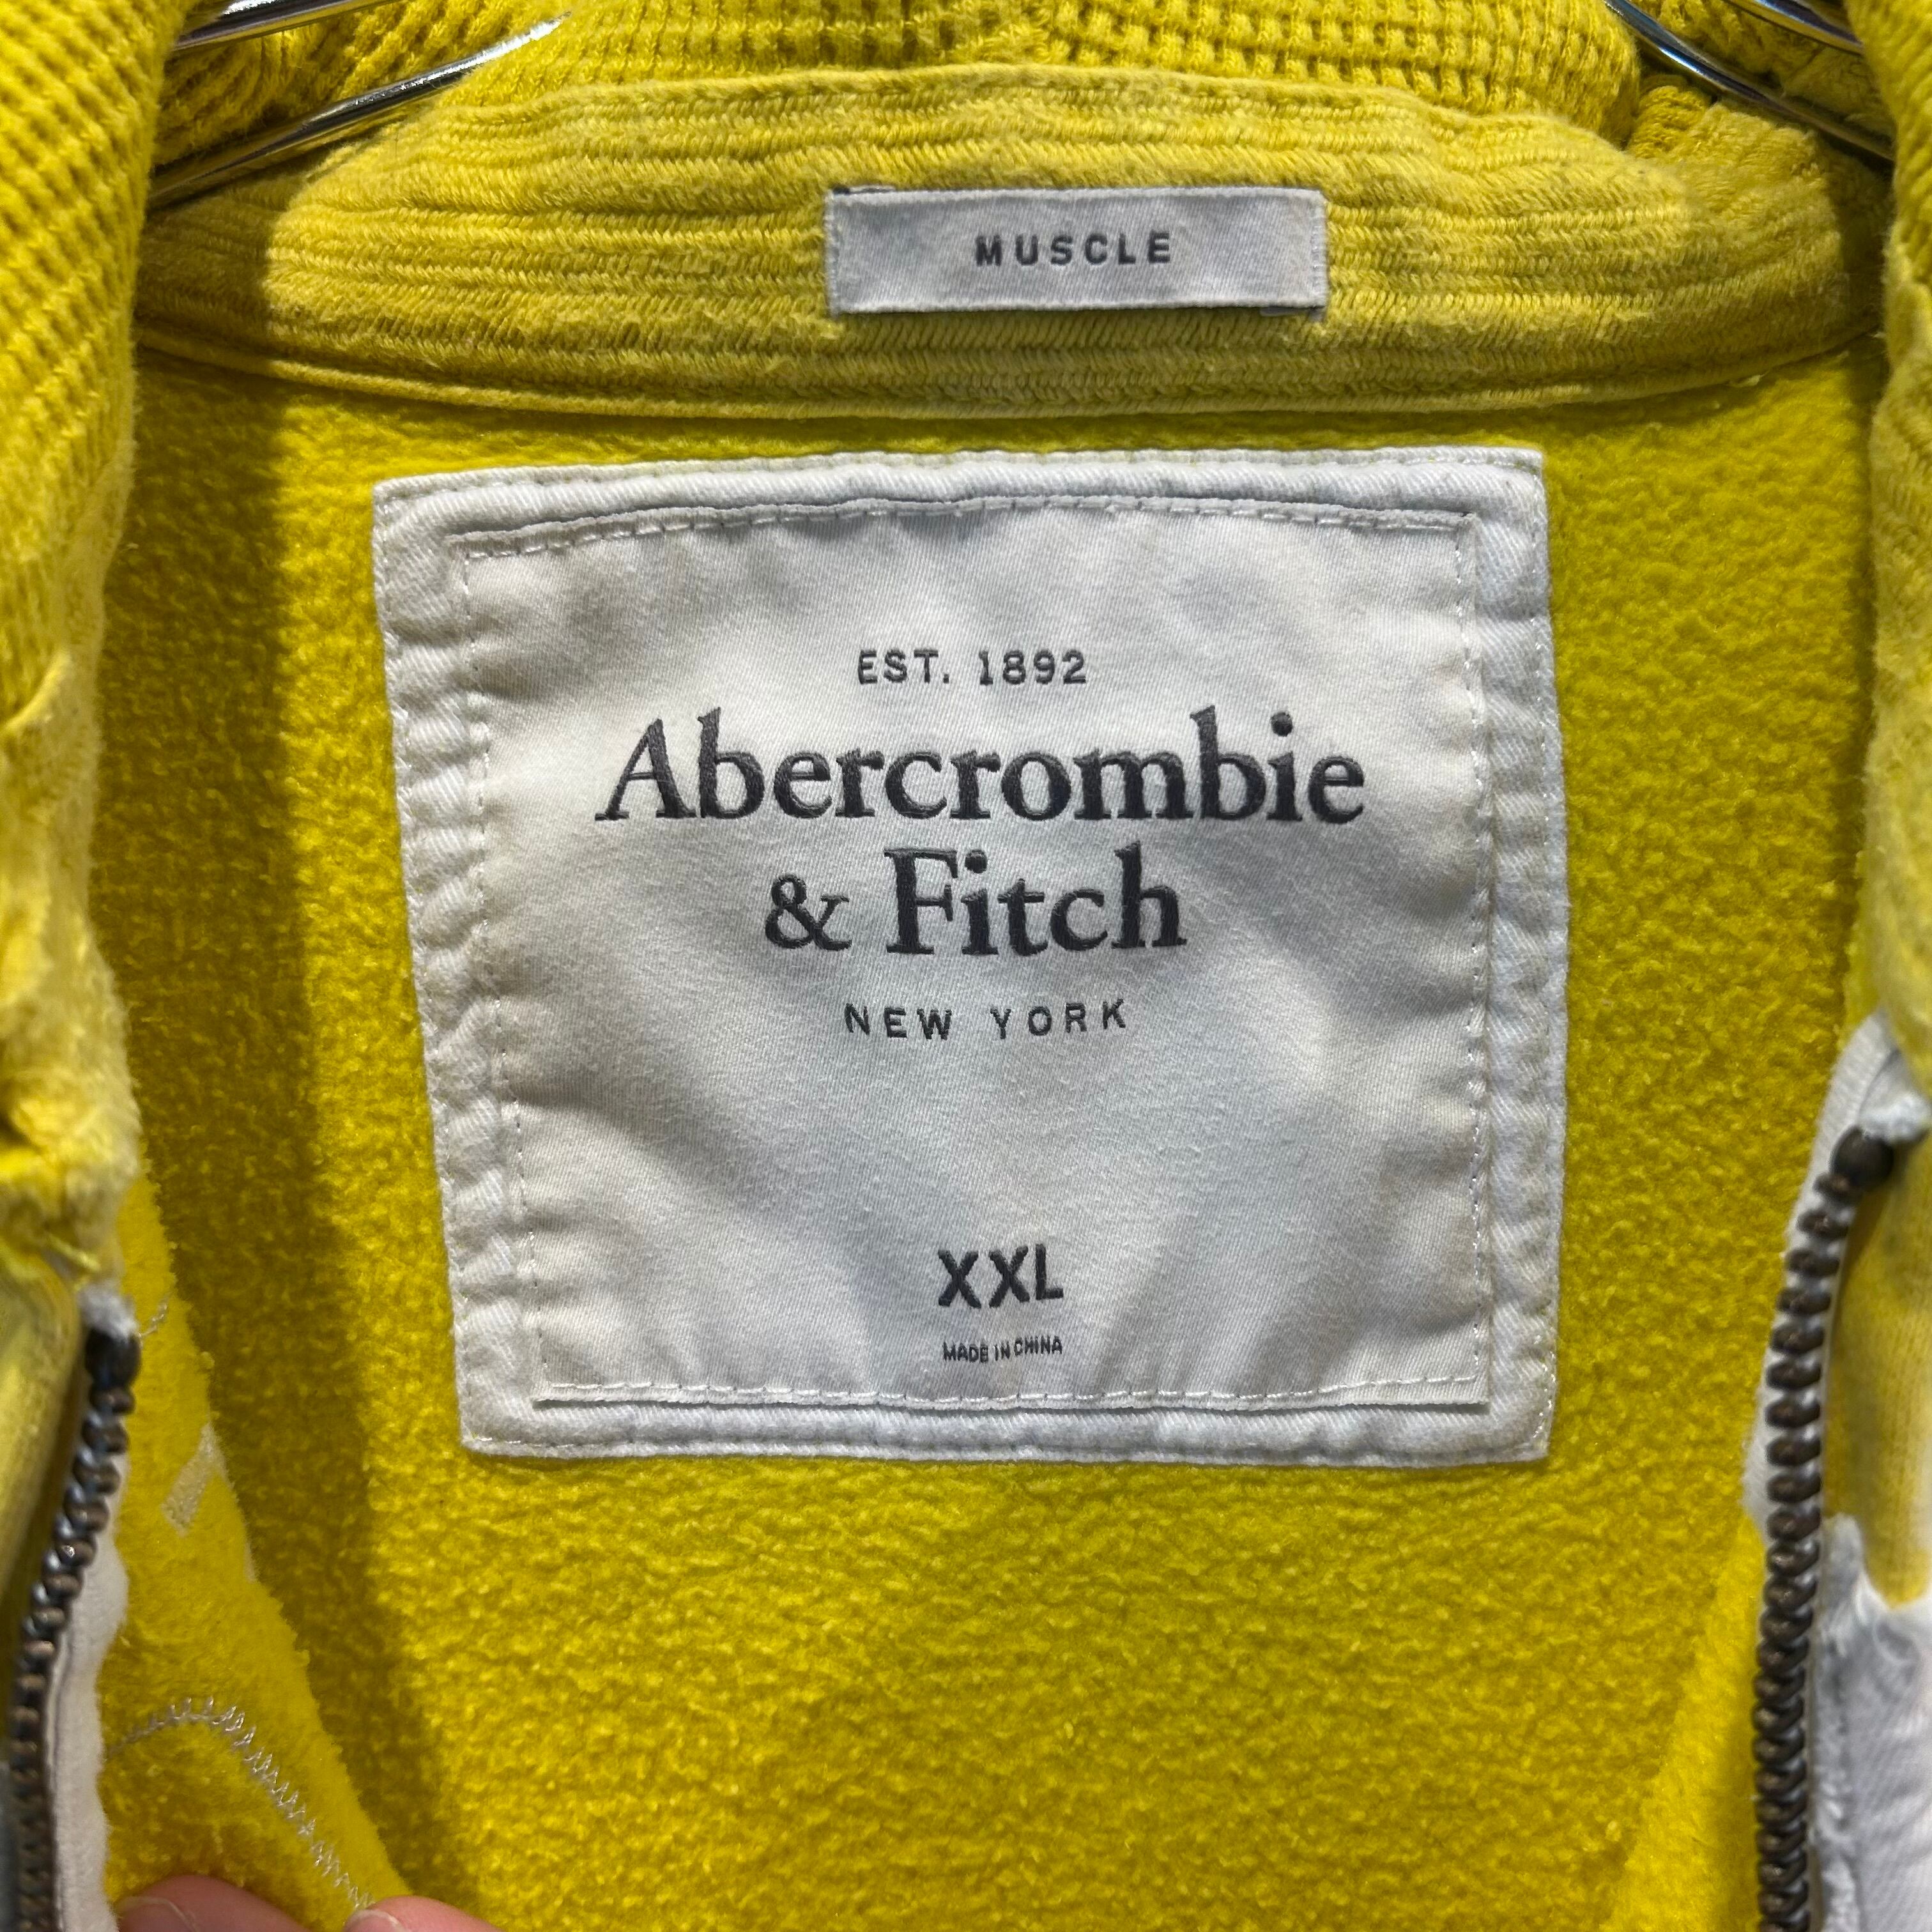 MUSCLE
EST. 1892
Abercrombie
& Fitch
NEW YORK
XXL
MADE IN CHINA